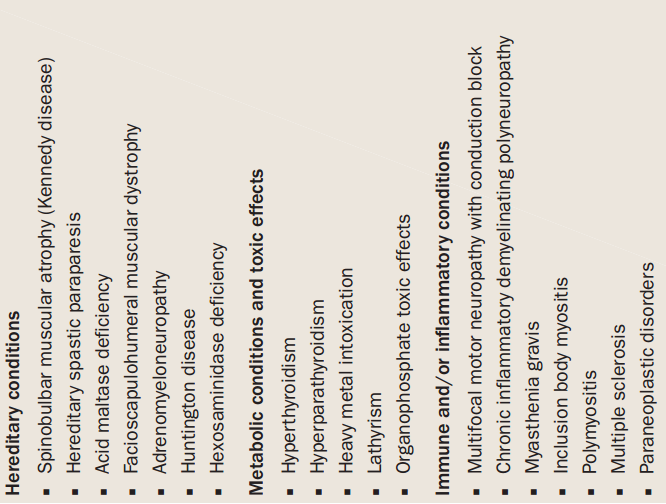 Hereditary conditions
▪ Spinobulbar muscular atrophy (Kennedy disease)
▪ Hereditary spastic paraparesis
▪ Acid maltase deficiency
▪ Facioscapulohumeral muscular dystrophy
▪ Adrenomyeloneuropathy
▪ Huntington disease
▪ Hexosaminidase deficiency
Metabolic conditions and toxic effects
▪ Hyperthyroidism
▪ Hyperparathyroidism
▪ Heavy metal intoxication
▪ Lathyrism
▪ Organophosphate toxic effects
Immune and/or inflammatory conditions
▪ Multifocal motor neuropathy with conduction block
▪ Chronic inflammatory demyelinating polyneuropathy
▪ Myasthenia gravis
▪ Inclusion body myositis
▪ Polymyositis
▪ Multiple sclerosis
▪ Paraneoplastic disorders